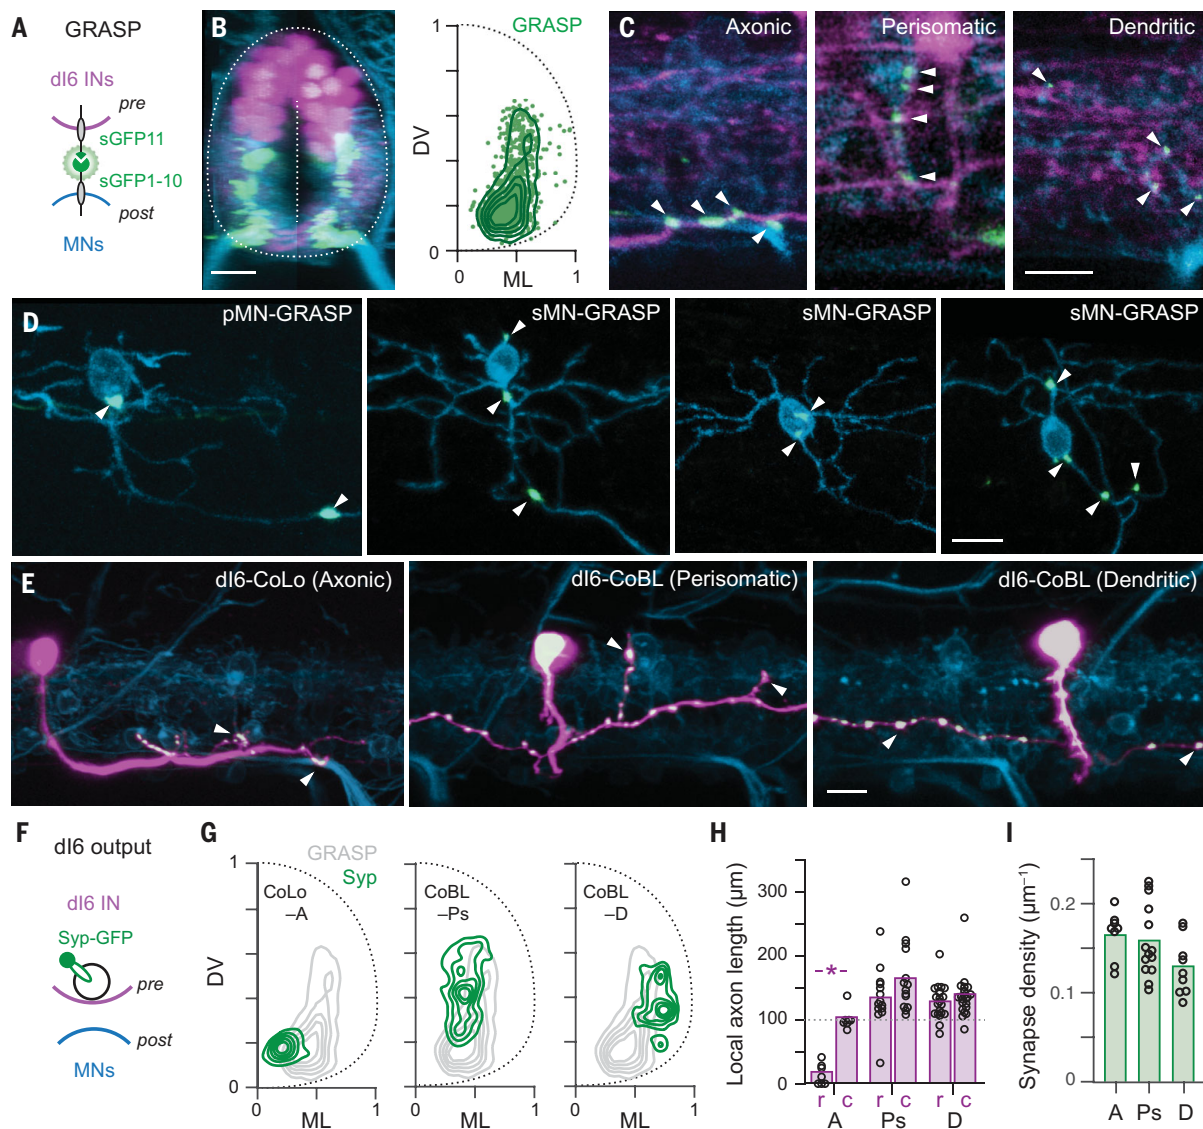 A
GRASP
dI6 INs
pre
sGFP11
sGFP1-10
post
MNs
B
GRASP
DV
1
0
0
ML
1
C
Axonic
Perisomatic
Dendritic
D
pMN-GRASP
sMN-GRASP
sMN-GRASP
sMN-GRASP
E
dI6-CoLo (Axonic)
dI6-CoBL (Perisomatic)
dI6-CoBL (Dendritic)
F
dI6 output
dI6 IN
Syp-GFP
pre
post
MNs
G
GRASP
Syp
DV
1
0
CoLo
–A
CoBL
–Ps
CoBL
–D
0
1
0
1
0
1
ML
ML
ML
H
Local axon length (µm)
300
200
100
0
*
r c r c r c
A Ps D
I
Synapse density (µm⁻¹)
0.2
0.1
0
A Ps D